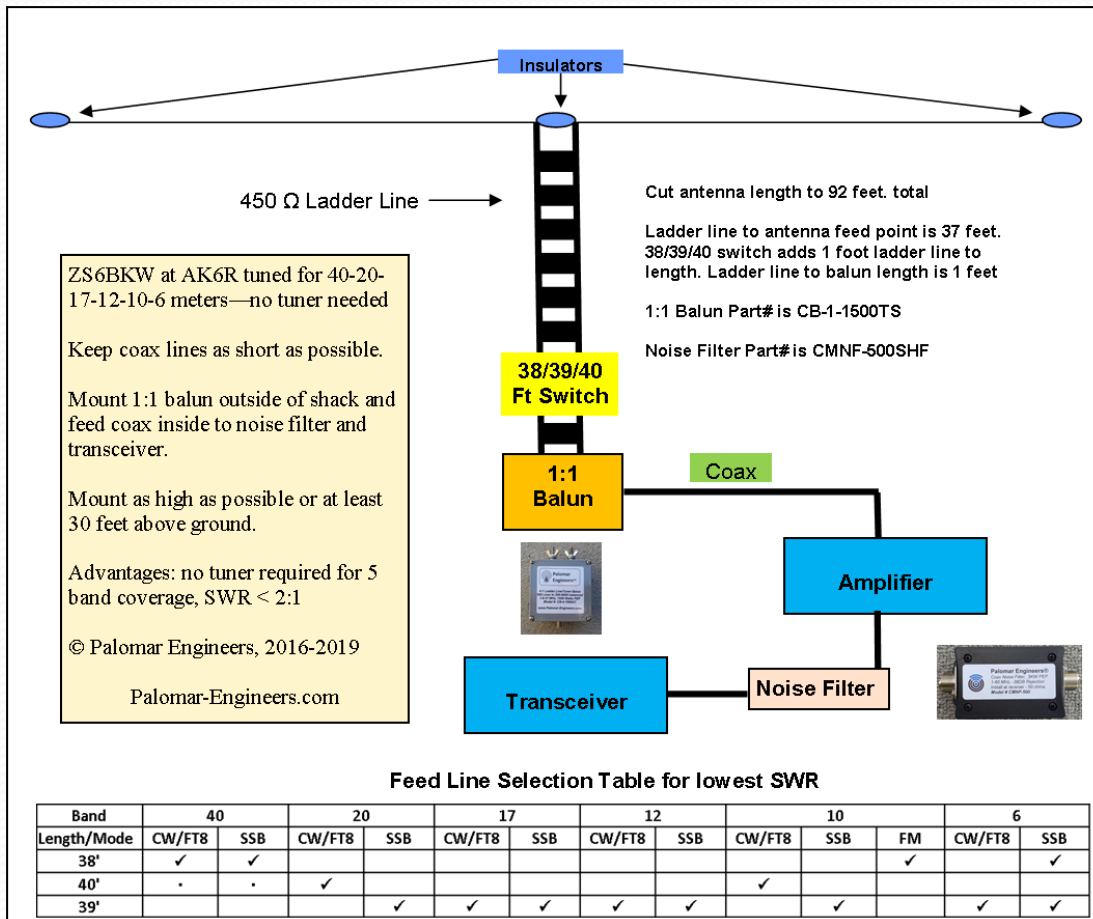 Insulators
450 Ω Ladder Line
Cut antenna length to 92 feet. total
Ladder line to antenna feed point is 37 feet.
38/39/40 switch adds 1 foot ladder line to
length. Ladder line to balun length is 1 feet
1:1 Balun Part# is CB-1-1500TS
Noise Filter Part# is CMNF-500SHF
ZS6BKW at AK6R tuned for 40-20-
17-12-10-6 meters—no tuner needed
Keep coax lines as short as possible.
Mount 1:1 balun outside of shack and
feed coax inside to noise filter and
transceiver.
Mount as high as possible or at least
30 feet above ground.
Advantages: no tuner required for 5
band coverage, SWR < 2:1
© Palomar Engineers, 2016-2019
Palomar-Engineers.com
38/39/40
Ft Switch
1:1
Balun
Coax
Amplifier
Palomar
Engineers
Transceiver
Noise Filter
Palomar Engineers®
Model # CMNF-500
Feed Line Selection Table for lowest SWR
Band 40 20 17 12 10 6
Length/Mode CW/FT8 SSB CW/FT8 SSB CW/FT8 SSB CW/FT8 SSB CW/FT8 SSB FM CW/FT8 SSB
38' ✓ ✓ ✓ ✓
40' · · ✓ ✓
39' ✓ ✓ ✓ ✓ ✓ ✓ ✓ ✓